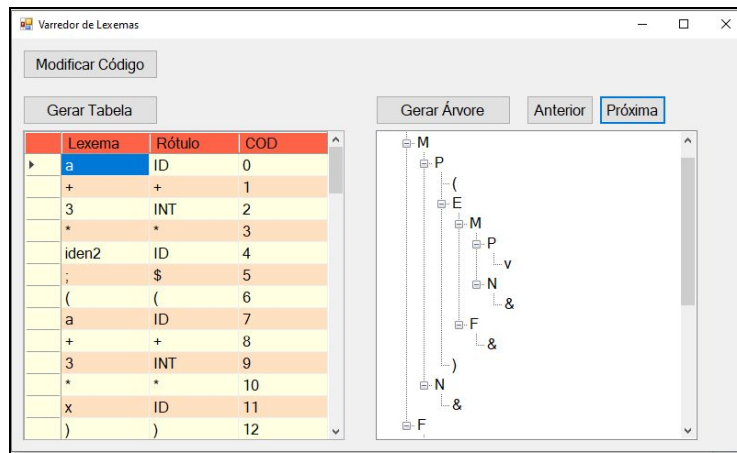 Varredor de Lexemas
Modificar Código
Gerar Tabela
Gerar Árvore Anterior Próxima
Lexema Rótulo COD
a ID 0
+ + 1
3 INT 2
* * 3
iden2 ID 4
; $ 5
( ( 6
a ID 7
+ + 8
3 INT 9
* * 10
x ID 11
) ) 12
M
P
(
E
M
P
v
N
&
F
&
)
N
&
F